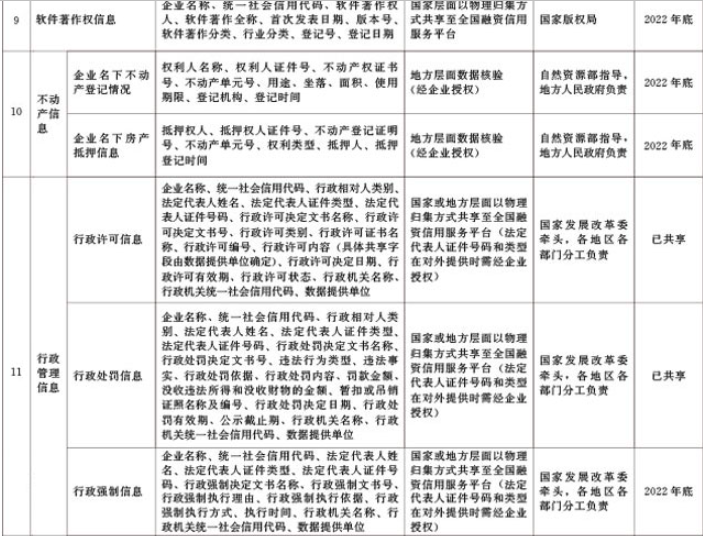 9
软件著作权信息
企业名称、统一社会信用代码、软件著作权
人、软件著作全称、首次发表日期、版本号、
软件著作分类、行业分类、登记号、登记日期
国家层面以物理归集方
式共享至全国融资信用
服务平台
国家版权局
2022 年底
10
不动
产信
息
企业名下不动
产登记情况
权利人名称、权利人证件号、不动产权证书
号、不动产单元号、用途、坐落、面积、使用
期限、登记机构、登记时间
地方层面数据核验
(经企业授权)
自然资源部指导,
地方人民政府负责
2022 年底
企业名下房产
抵押信息
抵押权人、抵押权人证件号、不动产登记证明
号、不动产单元号、权利类型、抵押人、抵押
登记时间
地方层面数据核验
(经企业授权)
自然资源部指导,
地方人民政府负责
2022 年底
11
行政
管理
信息
行政许可信息
企业名称、统一社会信用代码、行政相对人类别、
法定代表人姓名、法定代表人证件类型、法定代
表人证件号码、行政许可决定文书名称、行政许
可决定文书号、行政许可类别、行政许可证书名
称、行政许可编号、行政许可内容(具体共享字
段由数据提供单位确定)、行政许可决定日期、行
政许可有效期、行政许可状态、行政机关名称、
行政机关统一社会信用代码、数据提供单位
国家或地方层面以物理
归集方式共享至全国融
资信用服务平台(法定
代表人证件号码和类型
在对外提供时需经企业
授权)
国家发展改革委
牵头,各地区各
部门分工负责
已共享
行政处罚信息
企业名称、统一社会信用代码、行政相对人类
别、法定代表人姓名、法定代表人证件类型、
法定代表人证件号码、行政处罚决定文书名称、
行政处罚决定文书号、违法行为类型、违法事
实、行政处罚依据、行政处罚内容、罚款金额、
没收违法所得和没收财物的金额、暂扣或吊销
证照名称及编号、行政处罚决定日期、行政处
罚有效期、公示截止期、行政机关名称、行政
机关统一社会信用代码、数据提供单位
国家或地方层面以物理
归集方式共享至全国融
资信用服务平台(法定
代表人证件号码和类型
在对外提供时需经企业
授权)
国家发展改革委
牵头,各地区各
部门分工负责
已共享
行政强制信息
企业名称、统一社会信用代码、法定代表人姓
名、法定代表人证件类型、法定代表人证件号
码、行政强制决定文书名称、行政强制文书号、
行政强制执行理由、行政强制执行依据、行政
强制执行方式、执行时间、行政机关名称、行
政机关统一社会信用代码、数据提供单位
国家或地方层面以物理
归集方式共享至全国融
资信用服务平台(法定
代表人证件号码和类型
在对外提供时需经企业
授权)
国家发展改革委
牵头,各地区各
部门分工负责
2022 年底